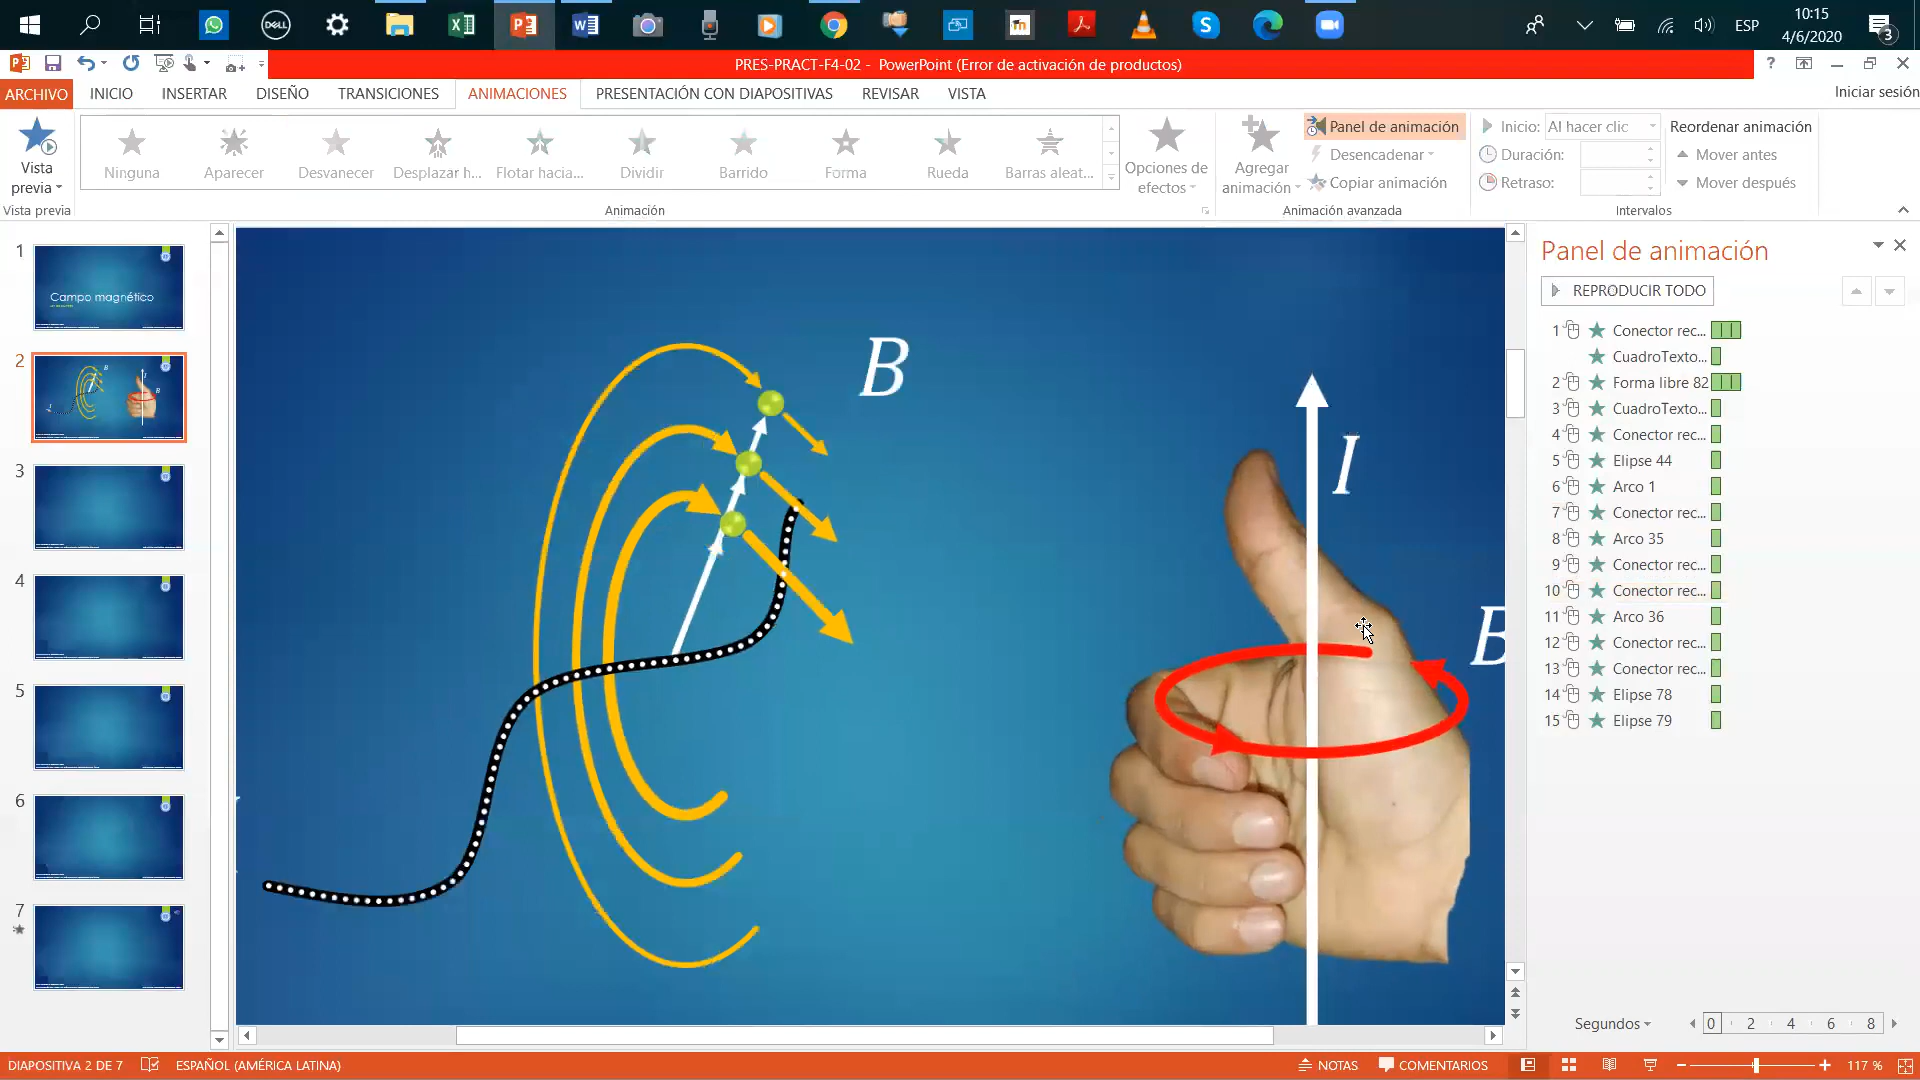 DELL
10:15
ESP
4/6/2020
3
PRES-PRACT-F4-02 - PowerPoint (Error de activación de productos)
ARCHIVO INICIO INSERTAR DISEÑO TRANSICIONES ANIMACIONES PRESENTACIÓN CON DIAPOSITIVAS REVISAR VISTA Iniciar sesión
Vista previa
Ninguna Aparecer Desvanecer Desplazar h... Flotar hacia... Dividir Barrido Forma Rueda Barras aleat...
Opciones de efectos
Agregar animación
Panel de animación
Desencadenar
Copiar animación
Inicio: Al hacer clic
Duración:
Retraso:
Reordenar animación
Mover antes
Mover después
Vista previa Animación Animación avanzada Intervalos
1
Campo magnético
2
3
4
5
6
7
B
I
B
Panel de animación
REPRODUCIR TODO
1 Conector rec...
CuadroTexto...
2 Forma libre 82
3 CuadroTexto...
4 Conector rec...
5 Elipse 44
6 Arco 1
7 Conector rec...
8 Arco 35
9 Conector rec...
10 Conector rec...
11 Arco 36
12 Conector rec...
13 Conector rec...
14 Elipse 78
15 Elipse 79
Segundos 0 2 4 6 8
DIAPOSITIVA 2 DE 7 ESPAÑOL (AMÉRICA LATINA) NOTAS COMENTARIOS 117 %